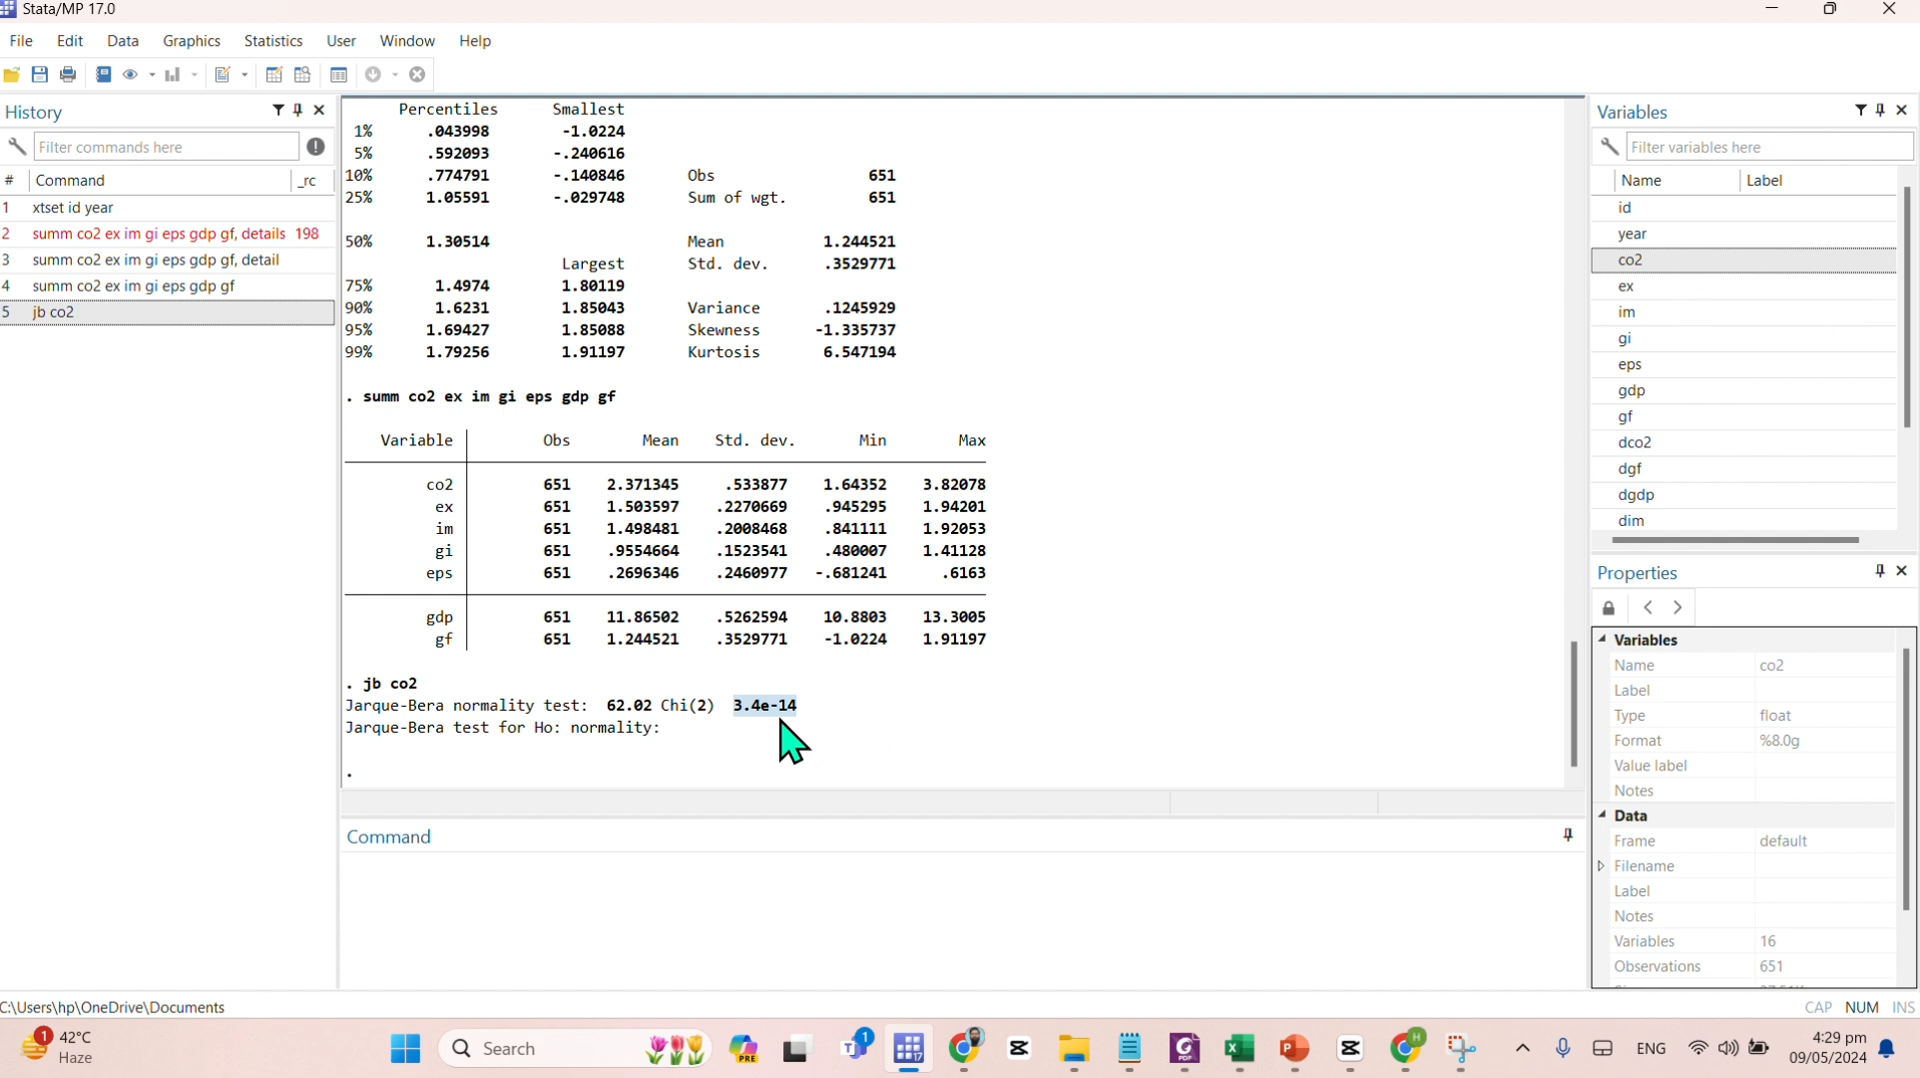 Stata/MP 17.0
File Edit Data Graphics Statistics User Window Help
History
Filter commands here
# Command _rc
1 xtset id year
2 summ co2 ex im gi eps gdp gf, details 198
3 summ co2 ex im gi eps gdp gf, detail
4 summ co2 ex im gi eps gdp gf
5 jb co2
Percentiles Smallest
1% .043998 -1.0224
5% .592093 -.240616
10% .774791 -.140846 Obs 651
25% 1.05591 -.029748 Sum of wgt. 651
50% 1.30514 Mean 1.244521
Largest Std. dev. .3529771
75% 1.4974 1.80119
90% 1.6231 1.85043 Variance .1245929
95% 1.69427 1.85088 Skewness -1.335737
99% 1.79256 1.91197 Kurtosis 6.547194
. summ co2 ex im gi eps gdp gf
Variable Obs Mean Std. dev. Min Max
co2 651 2.371345 .533877 1.64352 3.82078
ex 651 1.503597 .2270669 .945295 1.94201
im 651 1.498481 .2008468 .841111 1.92053
gi 651 .9554664 .1523541 .480007 1.41128
eps 651 .2696346 .2460977 -.681241 .6163
gdp 651 11.86502 .5262594 10.8803 13.3005
gf 651 1.244521 .3529771 -1.0224 1.91197
. jb co2
Jarque-Bera normality test: 62.02 Chi(2) 3.4e-14
Jarque-Bera test for Ho: normality:
.
Command
Variables
Filter variables here
Name Label
id
year
co2
ex
im
gi
eps
gdp
gf
dco2
dgf
dgdp
dim
Properties
Variables
Name co2
Label
Type float
Format %8.0g
Value label
Notes
Data
Frame default
Filename
Label
Notes
Variables 16
Observations 651
C:\Users\hp\OneDrive\Documents
CAP NUM INS
1 42°C
Haze
Search
PRE
T 1
17
PDF
X
P
H
ENG
4:29 pm
09/05/2024